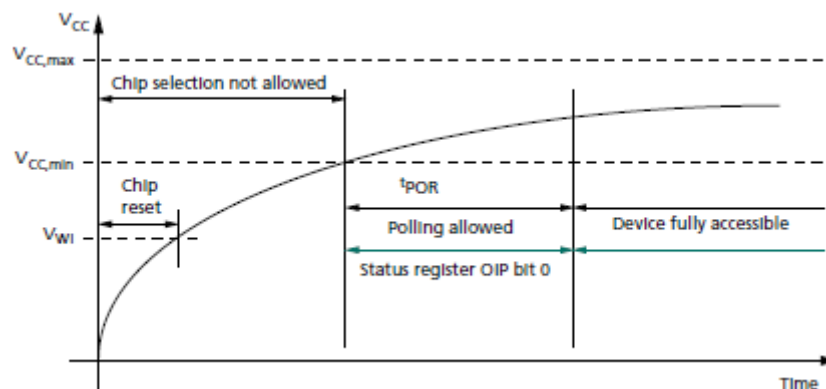 VCC
VCC,max
Chip selection not allowed
VCC,min
Chip
reset
tPOR
VWI
Polling allowed
Device fully accessible
Status register OIP bit 0
Time